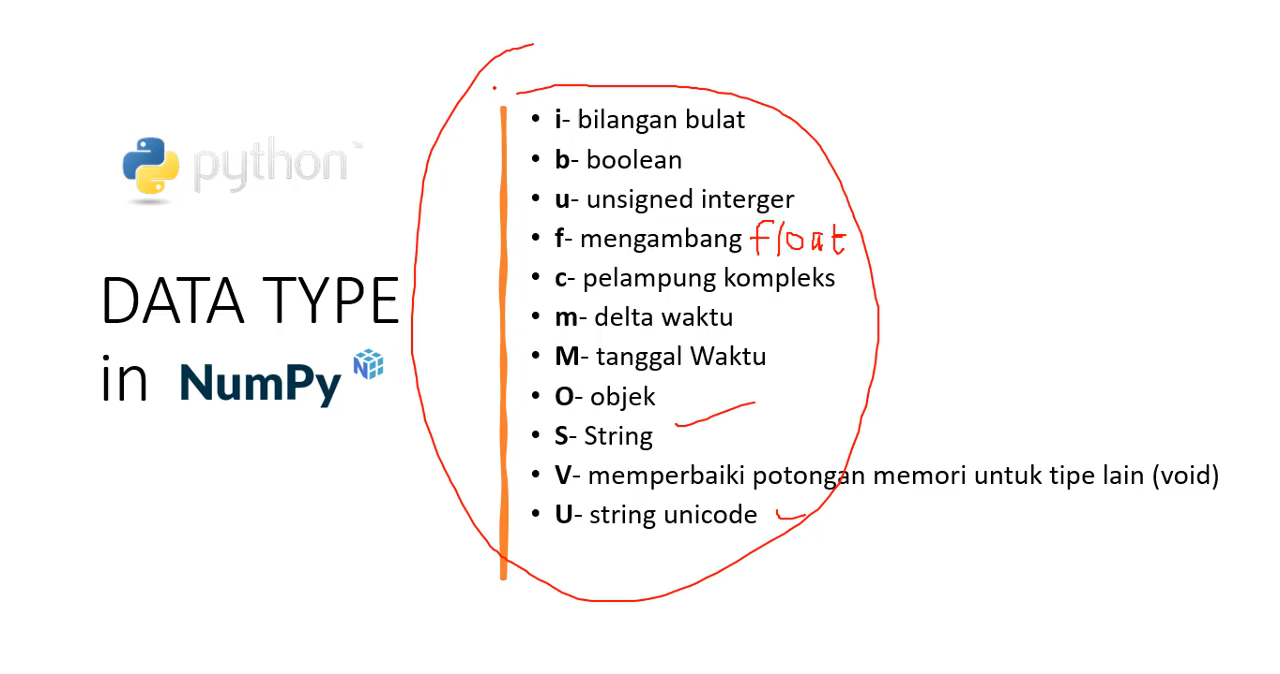 python™
DATA TYPE
in NumPy
• i- bilangan bulat
• b- boolean
• u- unsigned interger
• f- mengambang float
• c- pelampung kompleks
• m- delta waktu
• M- tanggal Waktu
• O- objek
• S- String
• V- memperbaiki potongan memori untuk tipe lain (void)
• U- string unicode